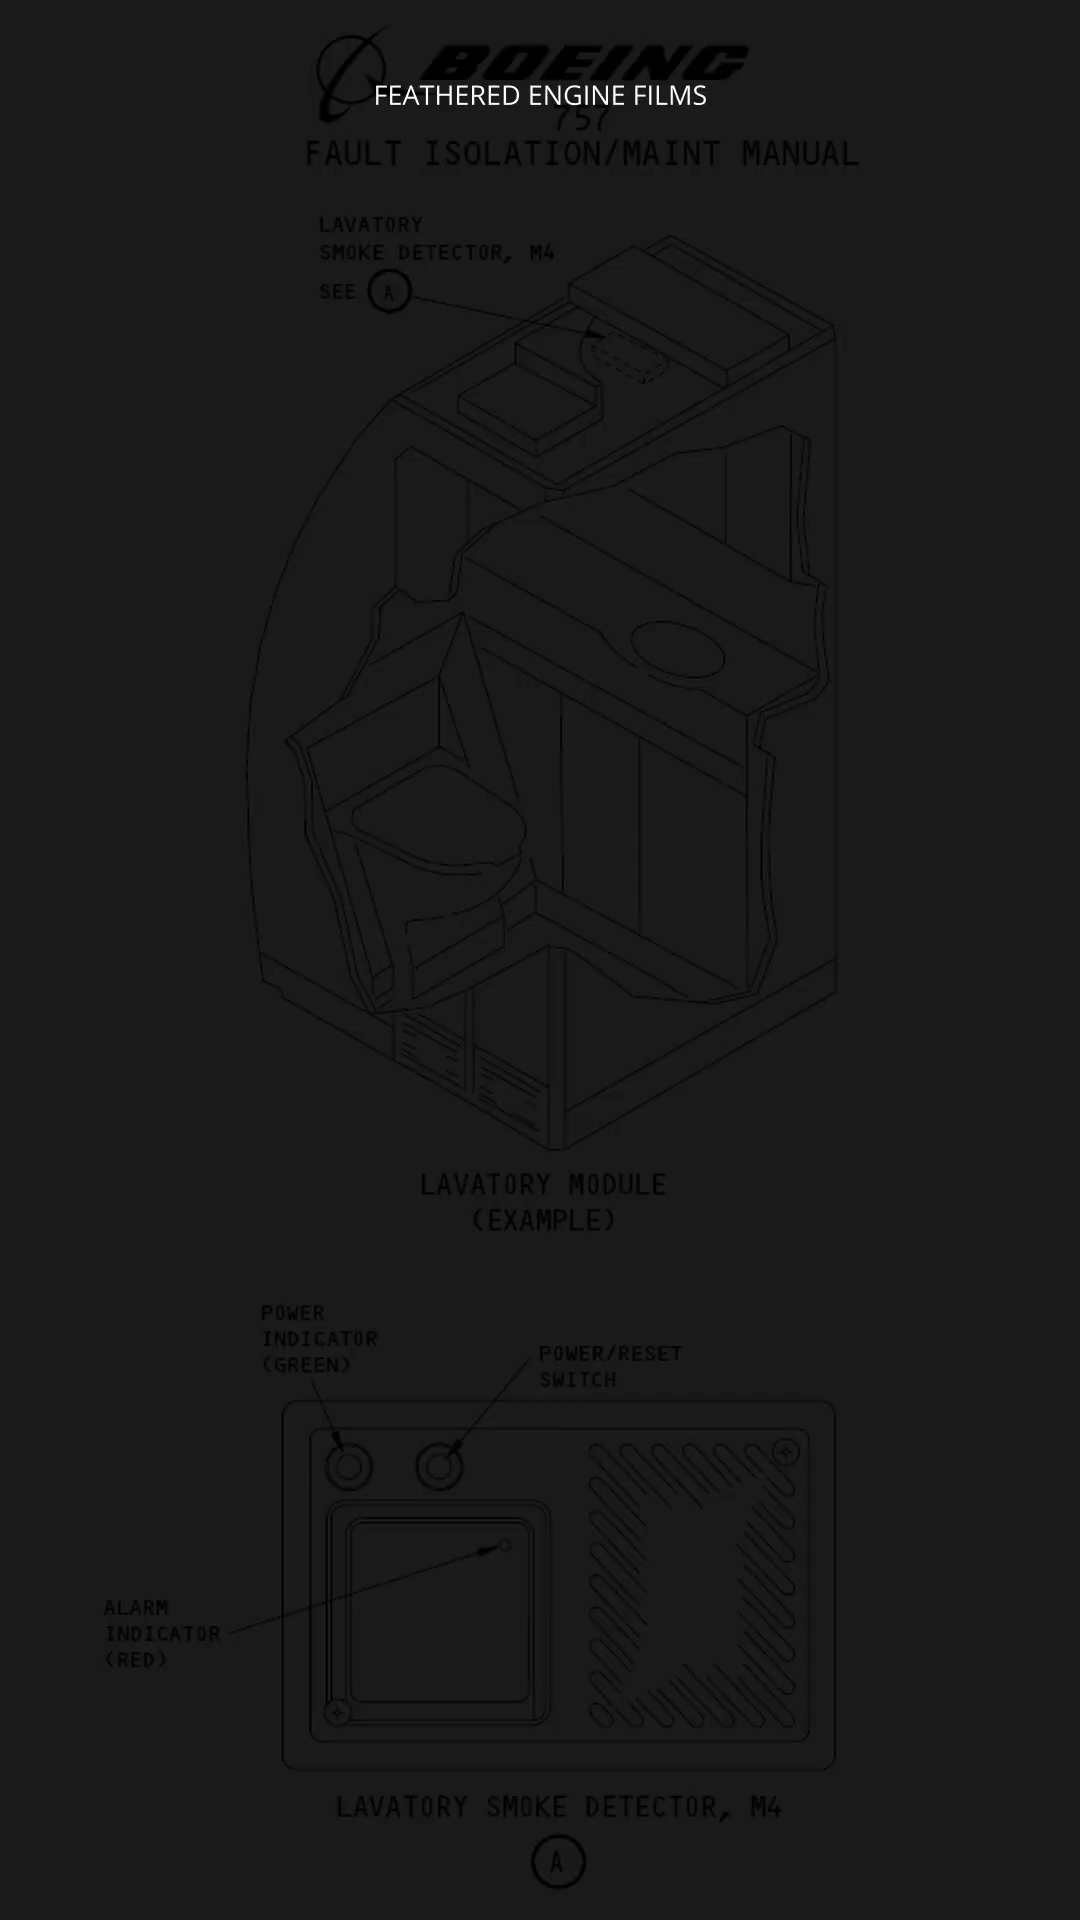 BOEING
FEATHERED ENGINE FILMS
757
FAULT ISOLATION/MAINT MANUAL
LAVATORY
SMOKE DETECTOR, M4
SEE A
LAVATORY MODULE
(EXAMPLE)
POWER
INDICATOR
(GREEN)
POWER/RESET
SWITCH
ALARM
INDICATOR
(RED)
LAVATORY SMOKE DETECTOR, M4
A